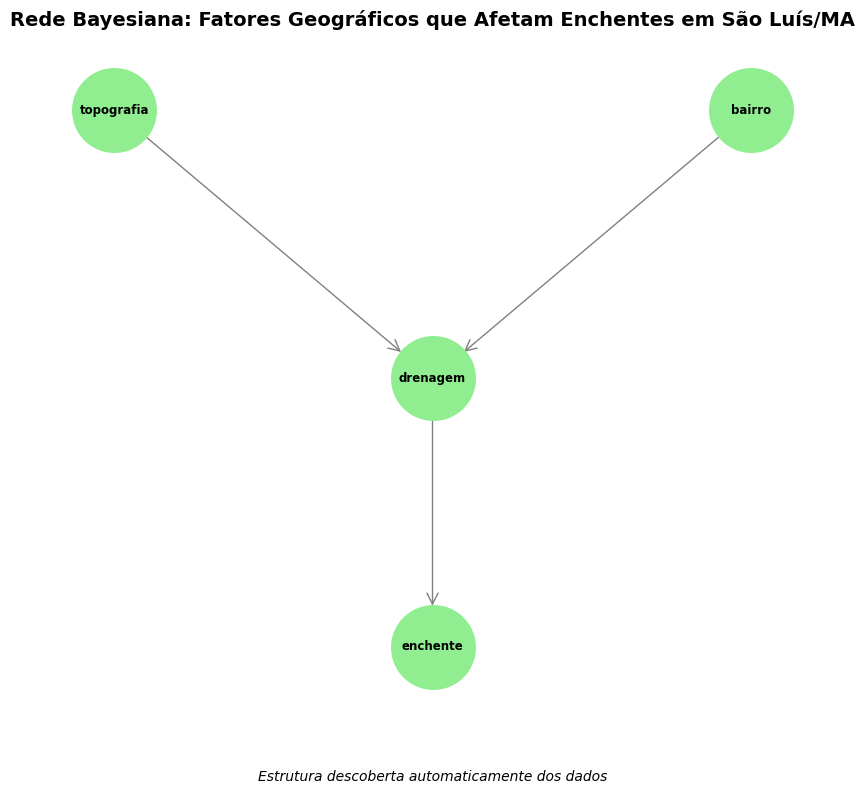 Rede Bayesiana: Fatores Geográficos que Afetam Enchentes em São Luís/MA
topografia
bairro
drenagem
enchente
Estrutura descoberta automaticamente dos dados